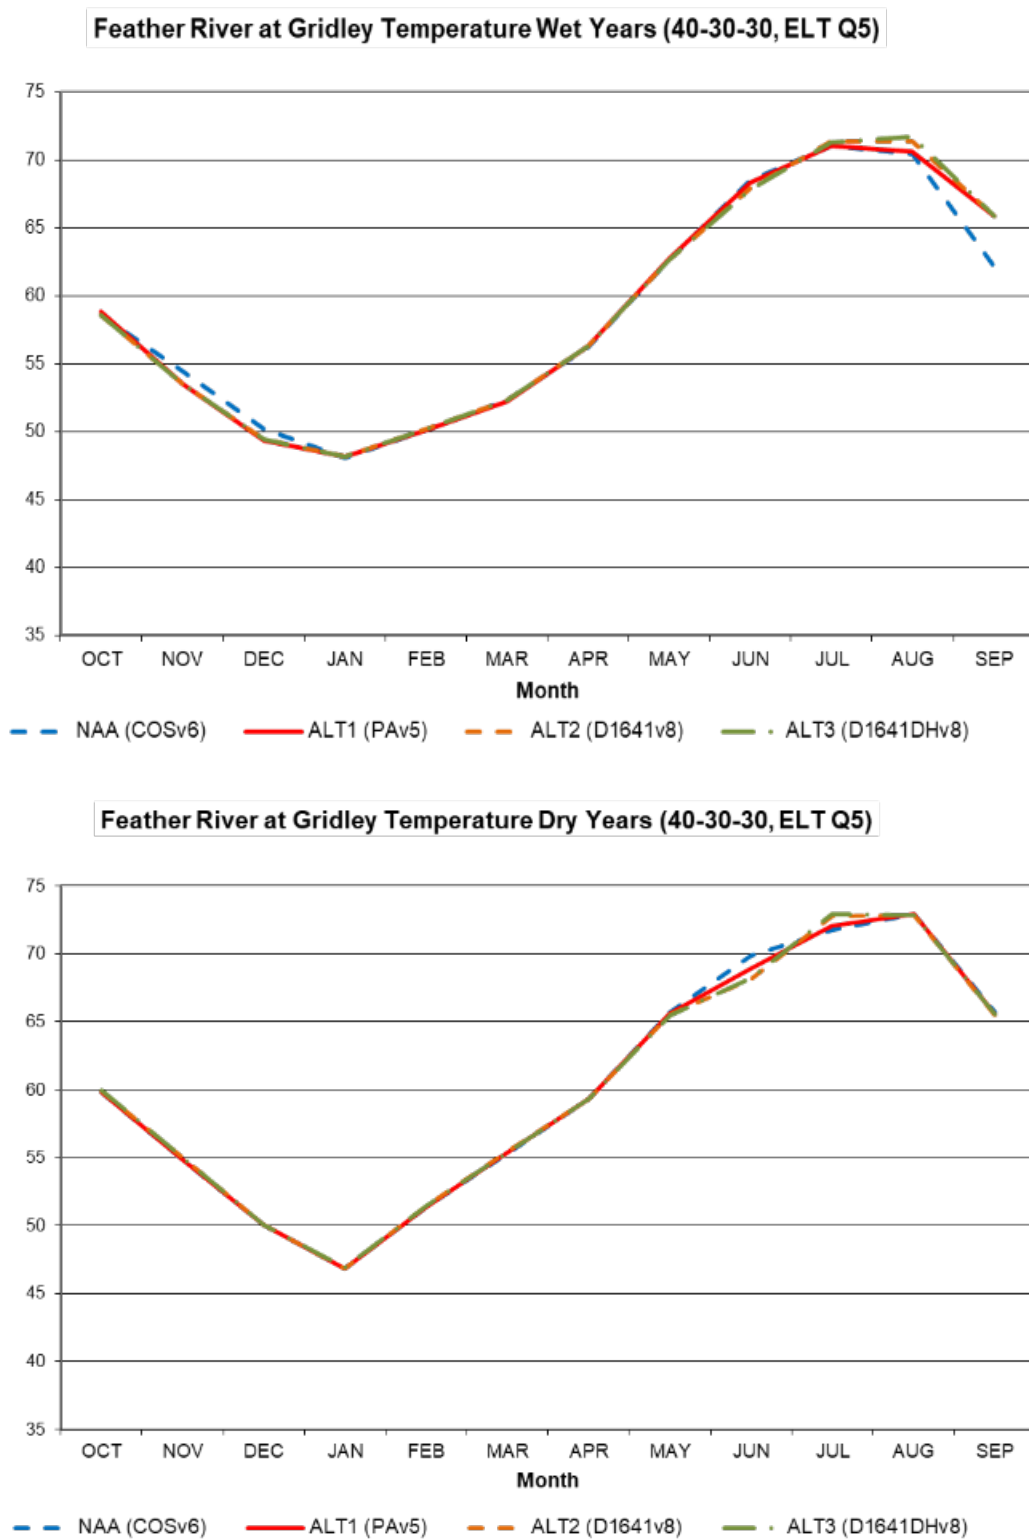 Feather River at Gridley Temperature Wet Years (40-30-30, ELT Q5)
75
70
65
60
55
50
45
40
35
OCT NOV DEC JAN FEB MAR APR MAY JUN JUL AUG SEP
Month
NAA (COSv6) ALT1 (PAv5) ALT2 (D1641v8) ALT3 (D1641DHv8)
Feather River at Gridley Temperature Dry Years (40-30-30, ELT Q5)
75
70
65
60
55
50
45
40
35
OCT NOV DEC JAN FEB MAR APR MAY JUN JUL AUG SEP
Month
NAA (COSv6) ALT1 (PAv5) ALT2 (D1641v8) ALT3 (D1641DHv8)